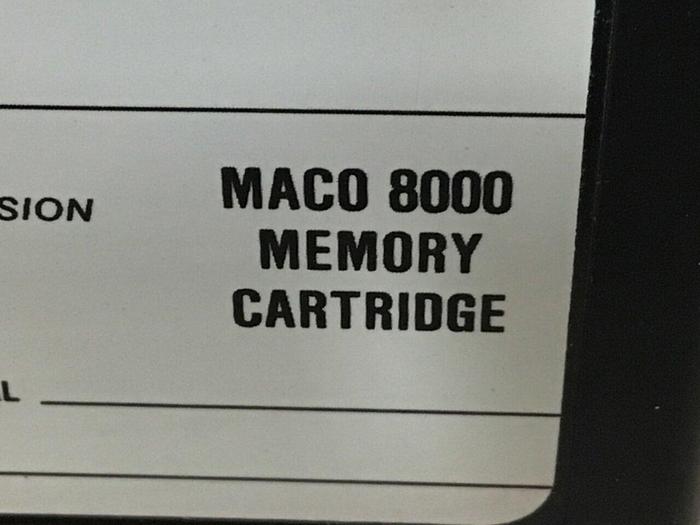 MACO 8000
SION
MEMORY
CARTRIDGE
L